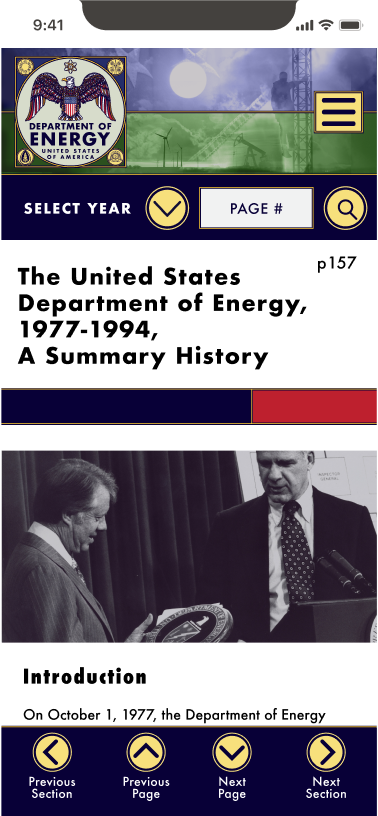 9:41
DEPARTMENT OF
ENERGY
UNITED STATES
OF AMERICA
SELECT YEAR
PAGE #
p157
The United States
Department of Energy,
1977-1994,
A Summary History
INSPECTOR
GENERAL
Introduction
On October 1, 1977, the Department of Energy
Previous
Section
Previous
Page
Next
Page
Next
Section